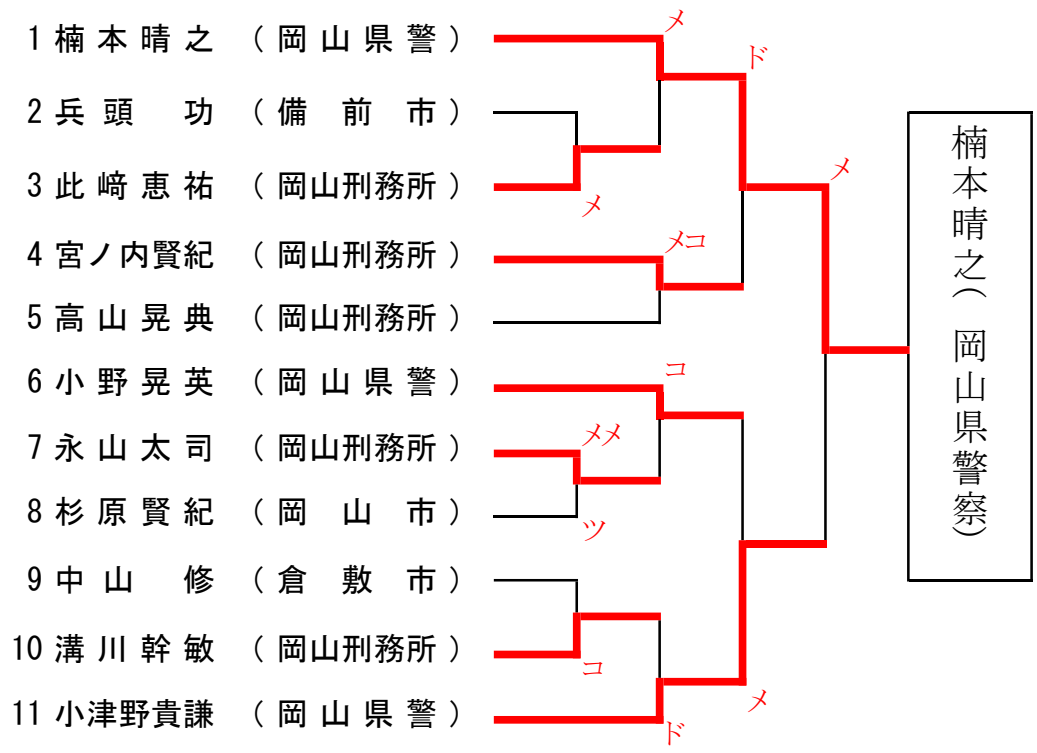 メ
1 楠本晴之 （岡山県警）
ド
2 兵頭 功 （備前市）
3 此﨑恵祐 （岡山刑務所）
メ
メ
4 宮ノ内賢紀 （岡山刑務所）
メコ
5 高山晃典 （岡山刑務所）
6 小野晃英 （岡山県警）
コ
7 永山太司 （岡山刑務所）
メメ
8 杉原賢紀 （岡山市）
ツ
9 中山 修 （倉敷市）
10 溝川幹敏 （岡山刑務所）
コ
11 小津野貴謙 （岡山県警）
メ
ド
楠本晴之（岡山県警察）